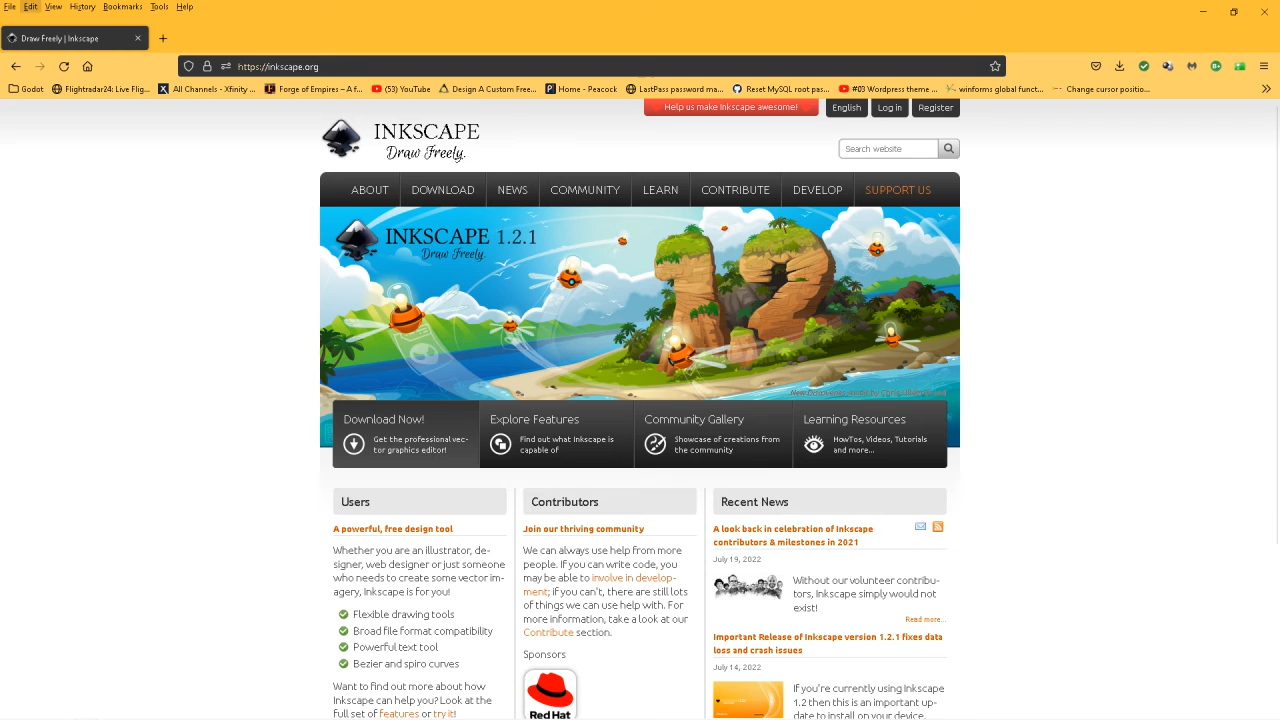 File Edit View History Bookmarks Tools Help
Draw Freely | Inkscape
https://inkscape.org
Godot Flightradar24: Live Flig... All Channels - Xfinity ... Forge of Empires – A f... (53) YouTube Design A Custom Free... Home - Peacock LastPass password ma... Reset MySQL root pas... #03 Wordpress theme ... winforms global funct... Change cursor positio...
Help us make Inkscape awesome! English Log in Register
INKSCAPE
Draw Freely.
Search website
ABOUT DOWNLOAD NEWS COMMUNITY LEARN CONTRIBUTE DEVELOP SUPPORT US
INKSCAPE 1.2.1
Draw Freely.
Download Now!
Get the professional vec-
tor graphics editor!
Explore Features
Find out what Inkscape is
capable of
Community Gallery
Showcase of creations from
the community
Learning Resources
HowTos, Videos, Tutorials
and more...
Users
A powerful, free design tool
Whether you are an illustrator, de-
signer, web designer or just someone
who needs to create some vector im-
agery, Inkscape is for you!
Flexible drawing tools
Broad file format compatibility
Powerful text tool
Bezier and spiro curves
Want to find out more about how
Inkscape can help you? Look at the
full set of features or try it!
Contributors
Join our thriving community
We can always use help from more
people. If you can write code, you
may be able to involve in develop-
ment; if you can't, there are still lots
of things we can use help with. For
more information, take a look at our
Contribute section.
Sponsors
Red Hat
Recent News
A look back in celebration of Inkscape
contributors & milestones in 2021
July 19, 2022
Without our volunteer contribu-
tors, Inkscape simply would not
exist!
Read more...
Important Release of Inkscape version 1.2.1 fixes data
loss and crash issues
July 14, 2022
If you're currently using Inkscape
1.2 then this is an important up-
date to install on your device.